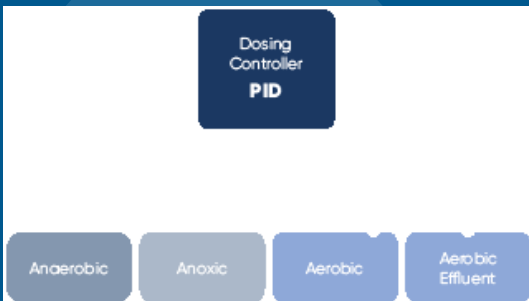 Dosing
Controller
PID
Anaerobic
Anoxic
Aerobic
Aerobic
Effluent